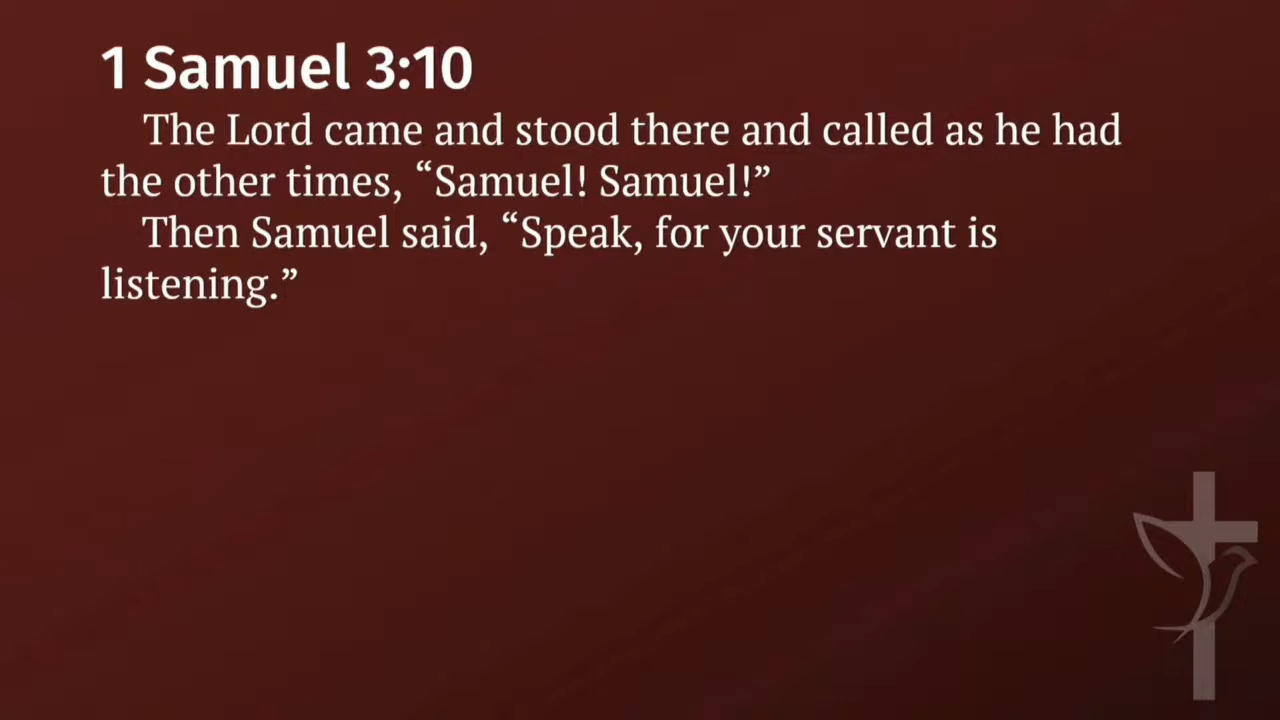 1 Samuel 3:10
The Lord came and stood there and called as he had
the other times, “Samuel! Samuel!”
Then Samuel said, “Speak, for your servant is
listening.”